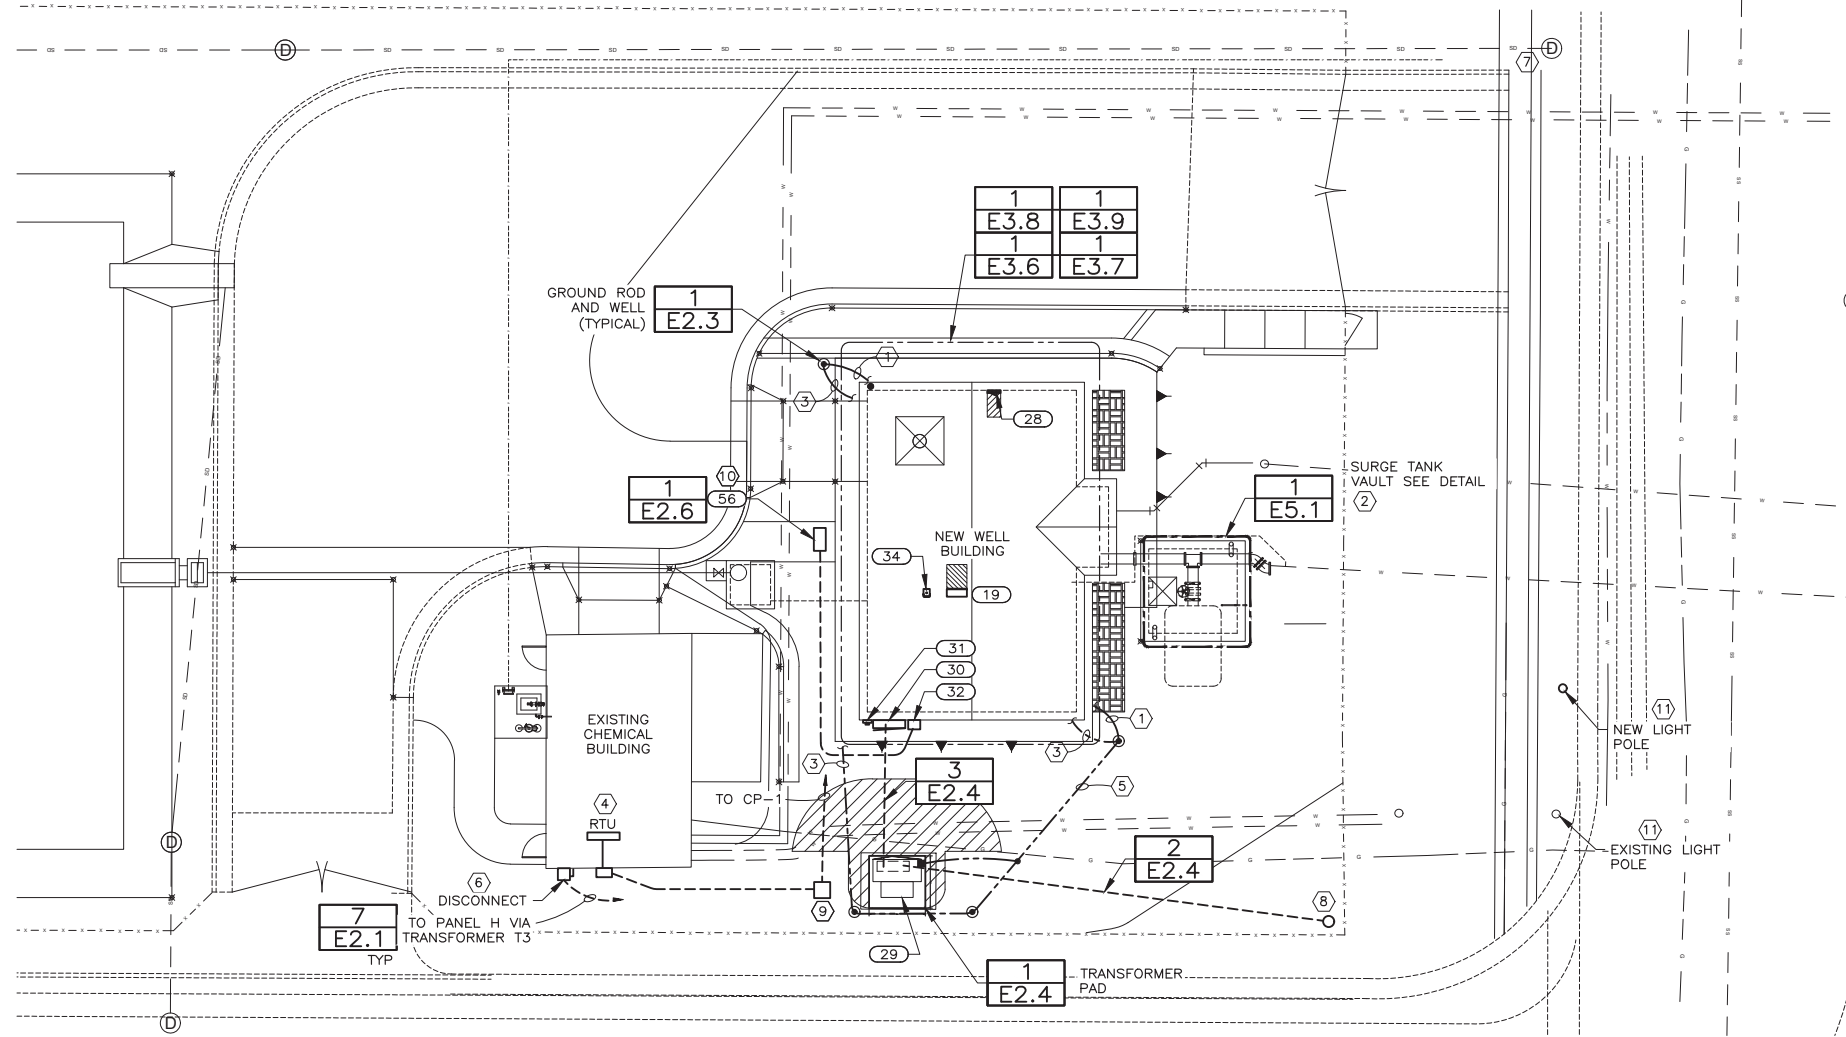 D
D
7
1
E3.8
1
E3.9
1
E3.6
1
E3.7
GROUND ROD
AND WELL
(TYPICAL)
1
E2.3
1
3
28
10
56
1
E2.6
SURGE TANK
VAULT SEE DETAIL
2
1
E5.1
NEW WELL
BUILDING
34
19
31
30
32
EXISTING
CHEMICAL
BUILDING
1
3
3
3
E2.4
5
TO CP-1
4
RTU
11
NEW LIGHT
POLE
11
EXISTING LIGHT
POLE
2
E2.4
D
6
DISCONNECT
9
8
7
E2.1
TYP
TO PANEL H VIA
TRANSFORMER T3
29
1
E2.4
TRANSFORMER
PAD
D